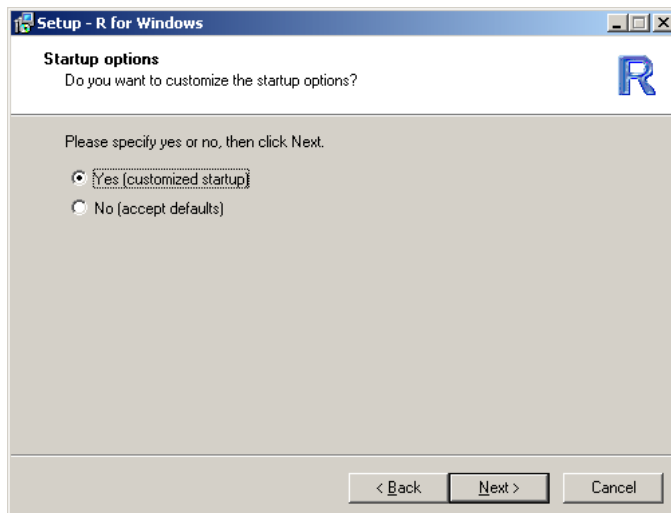 Setup - R for Windows
Startup options
Do you want to customize the startup options?
R
Please specify yes or no, then click Next.
Yes (customized startup)
No (accept defaults)
< Back
Next >
Cancel